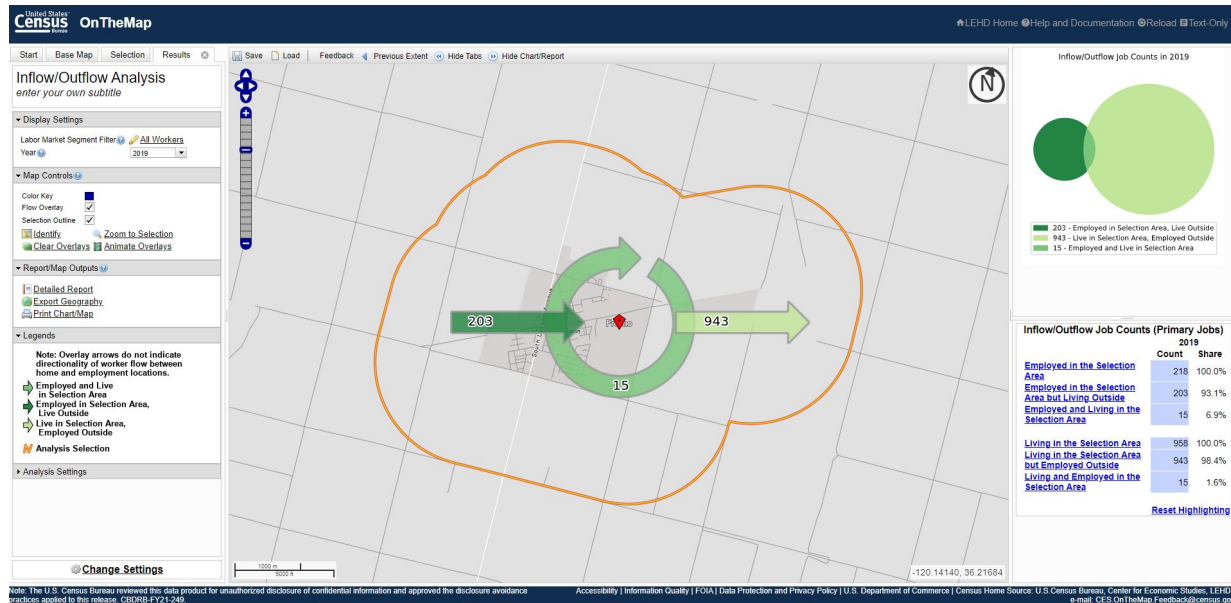 United States
Census
Bureau
OnTheMap
LEHD Home Help and Documentation Reload Text-Only
Start Base Map Selection Results
Save Load Feedback Previous Extent Hide Tabs Hide Chart/Report
Inflow/Outflow Analysis
enter your own subtitle
Display Settings
Labor Market Segment Filter All Workers
Year 2019
Map Controls
Color Key
Flow Overlay
Selection Outline
Identify Zoom to Selection
Clear Overlays Animate Overlays
Report/Map Outputs
Detailed Report
Export Geography
Print Chart/Map
Legends
Note: Overlay arrows do not indicate
directionality of worker flow between
home and employment locations.
Employed and Live
in Selection Area
Employed in Selection Area,
Live Outside
Live in Selection Area,
Employed Outside
Analysis Selection
Analysis Settings
Change Settings
N
203
943
15
1000 m
5000 ft
-120.14140, 36.21684
Inflow/Outflow Job Counts in 2019
203 - Employed in Selection Area, Live Outside
943 - Live in Selection Area, Employed Outside
15 - Employed and Live in Selection Area
Inflow/Outflow Job Counts (Primary Jobs)
2019
Count Share
Employed in the Selection
Area 218 100.0%
Employed in the Selection
Area but Living Outside 203 93.1%
Employed and Living in the
Selection Area 15 6.9%
Living in the Selection Area 958 100.0%
Living in the Selection Area
but Employed Outside 943 98.4%
Living and Employed in the
Selection Area 15 1.6%
Reset Highlighting
Note: The U.S. Census Bureau reviewed this data product for unauthorized disclosure of confidential information and approved the disclosure avoidance
practices applied to this release. CBDRB-FY21-249.
Accessibility | Information Quality | FOIA | Data Protection and Privacy Policy | U.S. Department of Commerce | Census Home Source: U.S.Census Bureau, Center for Economic Studies, LEHD
e-mail: CES.OnTheMap.Feedback@census.gov